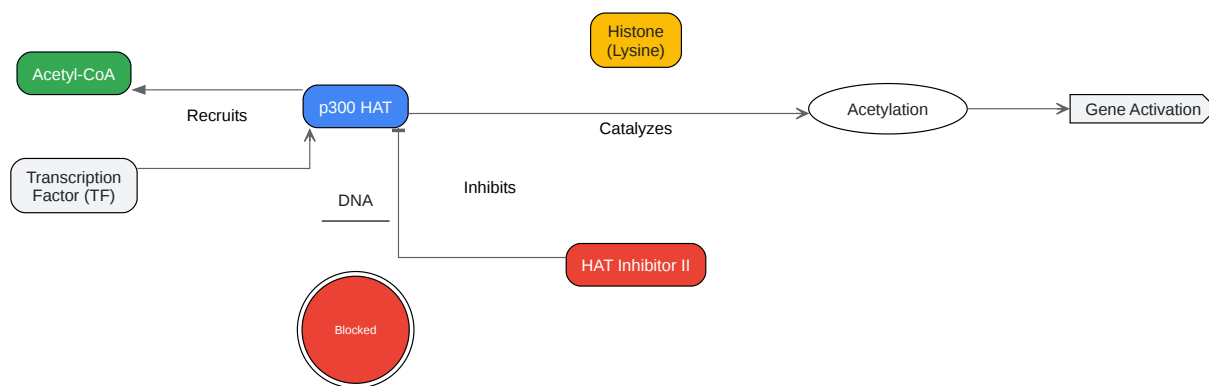 Histone
(Lysine)
Acetyl-CoA
p300 HAT
Recruits
Catalyzes
Acetylation
Gene Activation
Transcription
Factor (TF)
DNA
Inhibits
HAT Inhibitor II
Blocked